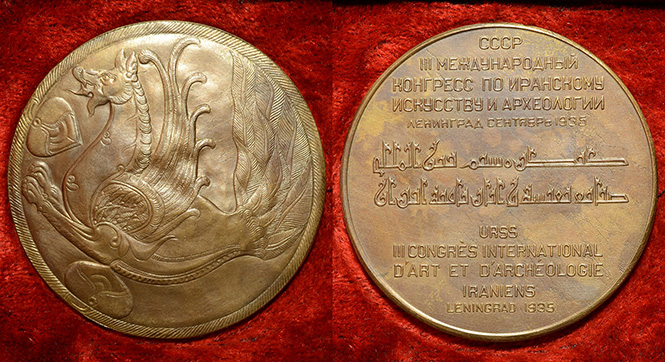 СССР
III МЕЖДУНАРОДНЫЙ
КОНГРЕСС ПО ИРАНСКОМУ
ИСКУССТВУ И АРХЕОЛОГИИ
ЛЕНИНГРАД СЕНТЯБРЬ 1935
URSS
III CONGRÈS INTERNATIONAL
D'ART ET D'ARCHÉOLOGIE
IRANIENS
LENINGRAD 1935